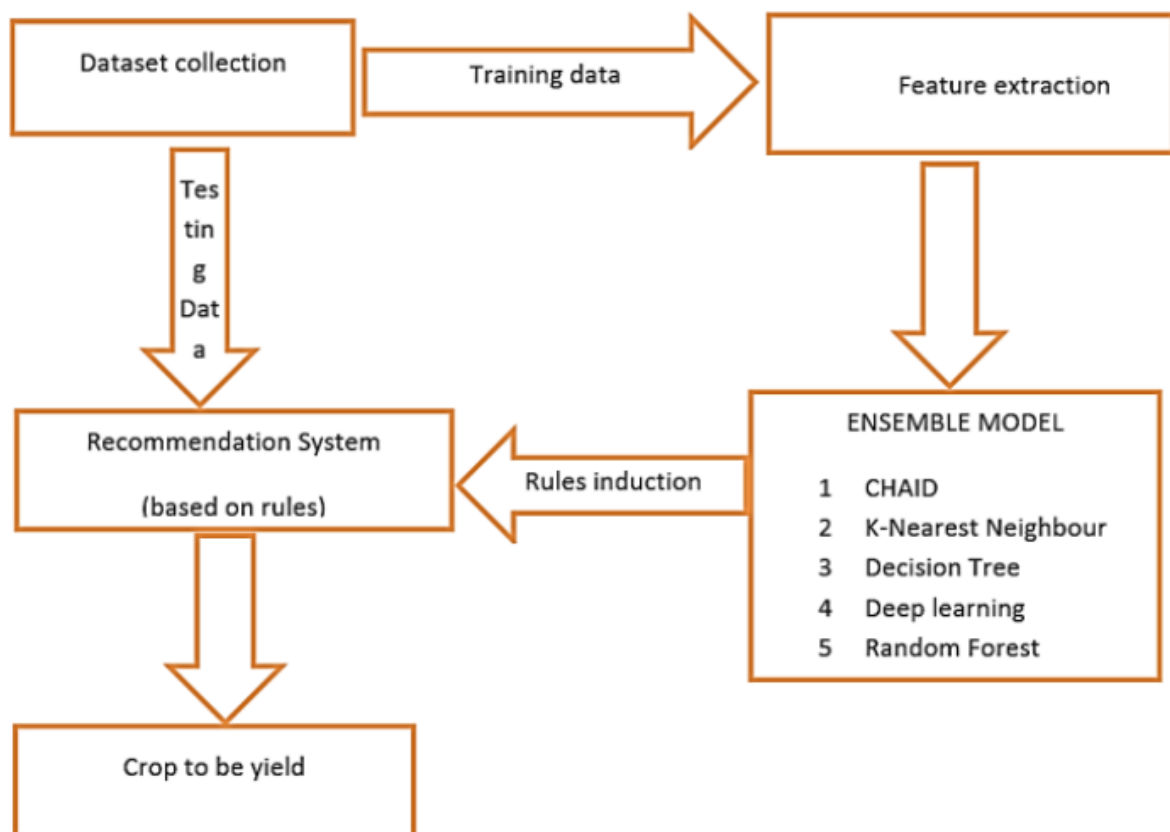 Dataset collection
Training data
Feature extraction
Tes
tin
g
Dat
a
Recommendation System
(based on rules)
Rules induction
ENSEMBLE MODEL
1 CHAID
2 K-Nearest Neighbour
3 Decision Tree
4 Deep learning
5 Random Forest
Crop to be yield